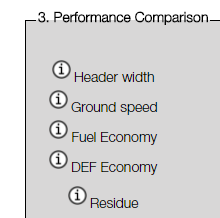 3. Performance Comparison
Header width
Ground speed
Fuel Economy
DEF Economy
Residue